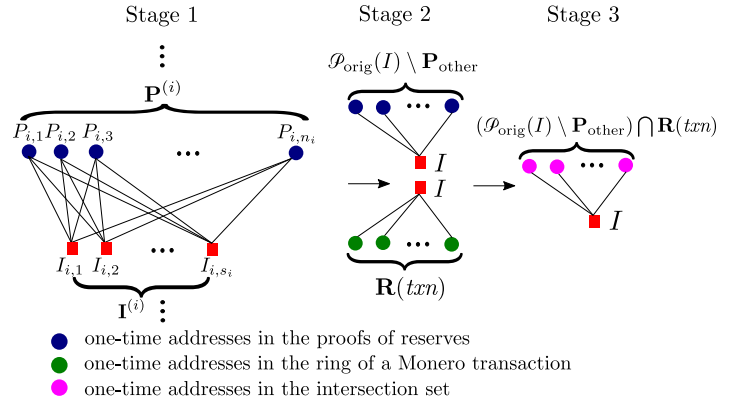 Stage 1 Stage 2 Stage 3
⋮
P^(i)
P_{i,1} P_{i,2} P_{i,3} ⋯ P_{i,n_i}
I_{i,1} I_{i,2} ⋯ I_{i,s_i}
I^(i)
⋮
𝒫_orig(I) \ P_other
⋯
I
I
⋯
R(txn)
(𝒫_orig(I) \ P_other) ⋂ R(txn)
⋯
I
one-time addresses in the proofs of reserves
one-time addresses in the ring of a Monero transaction
one-time addresses in the intersection set